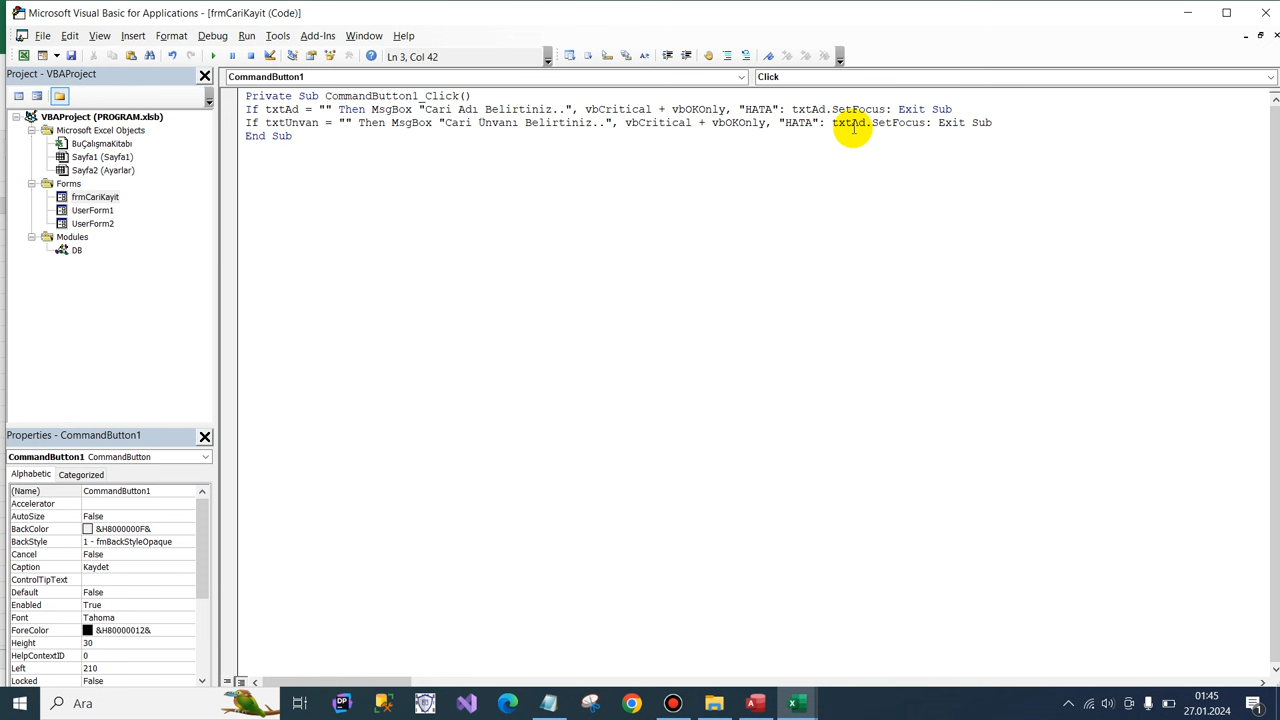 Microsoft Visual Basic for Applications - [frmCariKayit (Code)]
File Edit View Insert Format Debug Run Tools Add-Ins Window Help
Ln 3, Col 42
Project - VBAProject
CommandButton1
Click
VBAProject (PROGRAM.xlsb)
Microsoft Excel Objects
BuÇalışmaKitabı
Sayfa1 (Sayfa1)
Sayfa2 (Ayarlar)
Forms
frmCariKayit
UserForm1
UserForm2
Modules
DB
Private Sub CommandButton1_Click()
If txtAd = "" Then MsgBox "Cari Adı Belirtiniz..", vbCritical + vbOKOnly, "HATA": txtAd.SetFocus: Exit Sub
If txtUnvan = "" Then MsgBox "Cari Ünvanı Belirtiniz..", vbCritical + vbOKOnly, "HATA": txtAd.SetFocus: Exit Sub
End Sub
Properties - CommandButton1
CommandButton1 CommandButton
Alphabetic Categorized
(Name) CommandButton1
Accelerator
AutoSize False
BackColor &H8000000F&
BackStyle 1 - fmBackStyleOpaque
Cancel False
Caption Kaydet
ControlTipText
Default False
Enabled True
Font Tahoma
ForeColor &H80000012&
Height 30
HelpContextID 0
Left 210
Locked False
Ara
01:45
27.01.2024